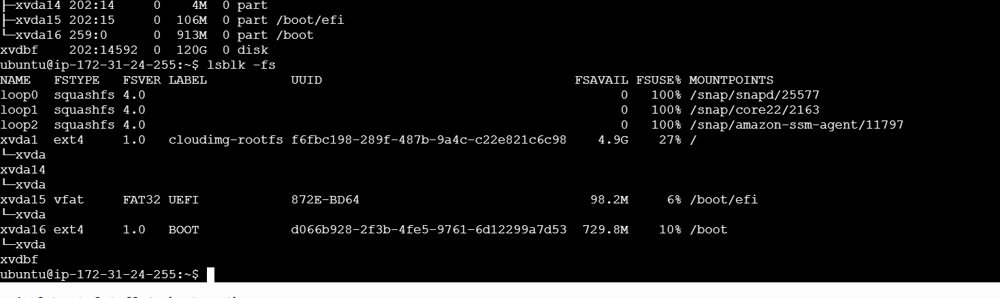 ├─xvda14 202:14     0     4M  0 part
├─xvda15 202:15     0   106M  0 part /boot/efi
└─xvda16 259:0      0   913M  0 part /boot
xvdbf    202:14592  0   120G  0 disk
ubuntu@ip-172-31-24-255:~$ lsblk -fs
NAME   FSTYPE   FSVER LABEL           UUID                                 FSAVAIL FSUSE% MOUNTPOINTS
loop0  squashfs 4.0                                                              0   100% /snap/snapd/25577
loop1  squashfs 4.0                                                              0   100% /snap/core22/2163
loop2  squashfs 4.0                                                              0   100% /snap/amazon-ssm-agent/11797
xvda1  ext4     1.0   cloudimg-rootfs f6fbc198-289f-487b-9a4c-c22e821c6c98    4.9G    27% /
└─xvda
xvda14
└─xvda
xvda15 vfat     FAT32 UEFI            872E-BD64                              98.2M     6% /boot/efi
└─xvda
xvda16 ext4     1.0   BOOT            d066b928-2f3b-4fe5-9761-6d12299a7d53  729.8M    10% /boot
└─xvda
xvdbf
ubuntu@ip-172-31-24-255:~$